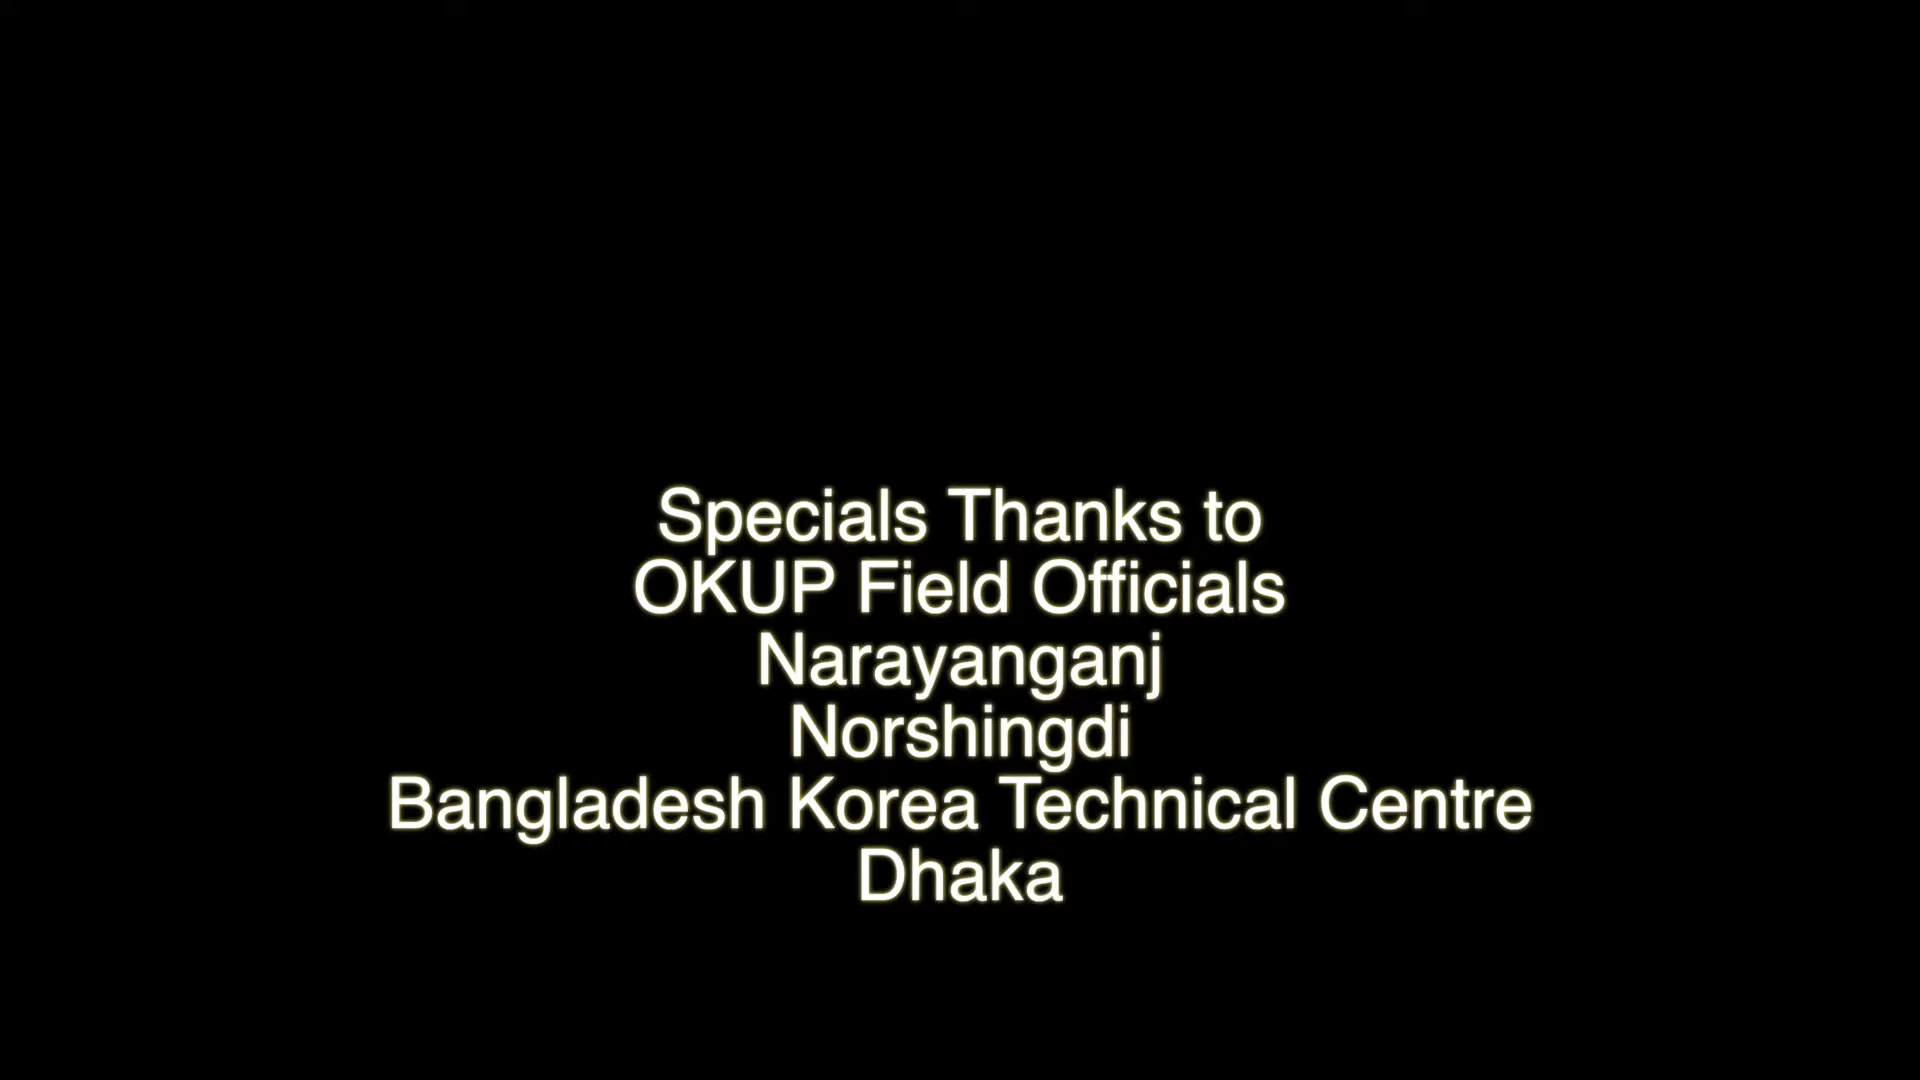 Specials Thanks to
OKUP Field Officials
Narayanganj
Norshingdi
Bangladesh Korea Technical Centre
Dhaka